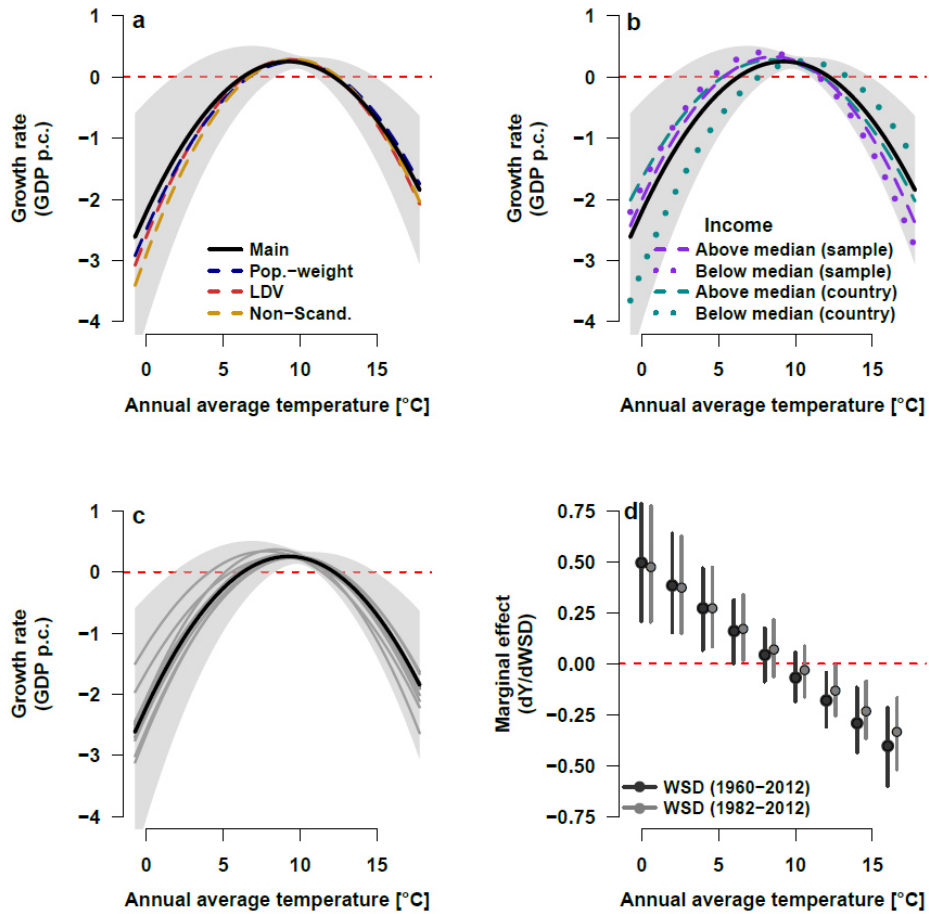 a
1
0
−1
−2
−3
−4
Growth rate
(GDP p.c.)
Main
Pop.−weight
LDV
Non−Scand.
0
5
10
15
Annual average temperature [°C]
b
1
0
−1
−2
−3
−4
Growth rate
(GDP p.c.)
Income
Above median (sample)
Below median (sample)
Above median (country)
Below median (country)
0
5
10
15
Annual average temperature [°C]
c
1
0
−1
−2
−3
−4
Growth rate
(GDP p.c.)
0
5
10
15
Annual average temperature [°C]
d
0.75
0.50
0.25
0.00
−0.25
−0.50
−0.75
Marginal effect
(dY/dWSD)
WSD (1960−2012)
WSD (1982−2012)
0
5
10
15
Annual average temperature [°C]